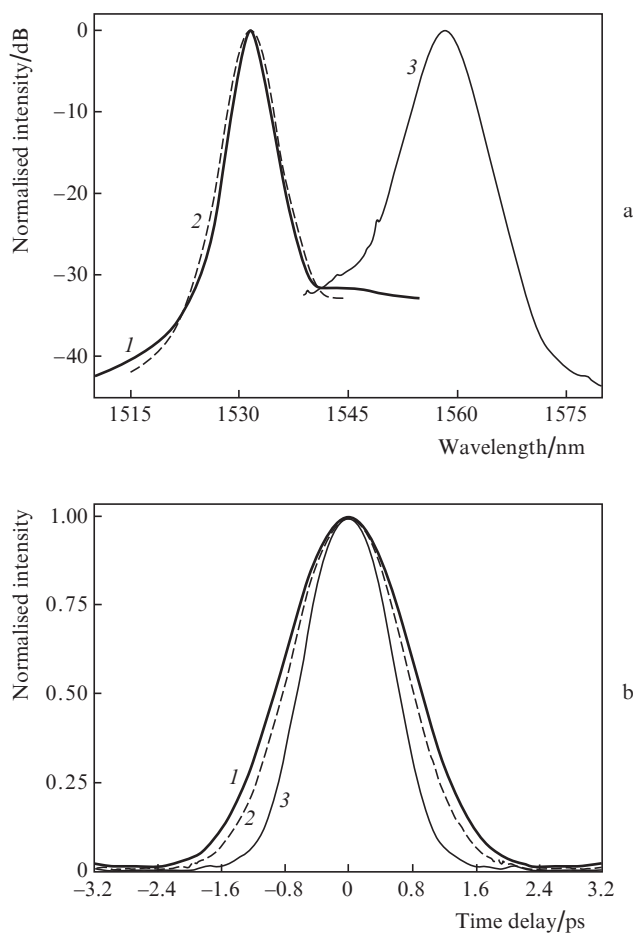 Normalised intensity/dB
0
–10
–20
–30
–40
1
2
3
a
1515 1530 1545 1560 1575
Wavelength/nm
Normalised intensity
1.00
0.75
0.50
0.25
0
1
2
3
b
–3.2 –2.4 –1.6 –0.8 0 0.8 1.6 2.4 3.2
Time delay/ps